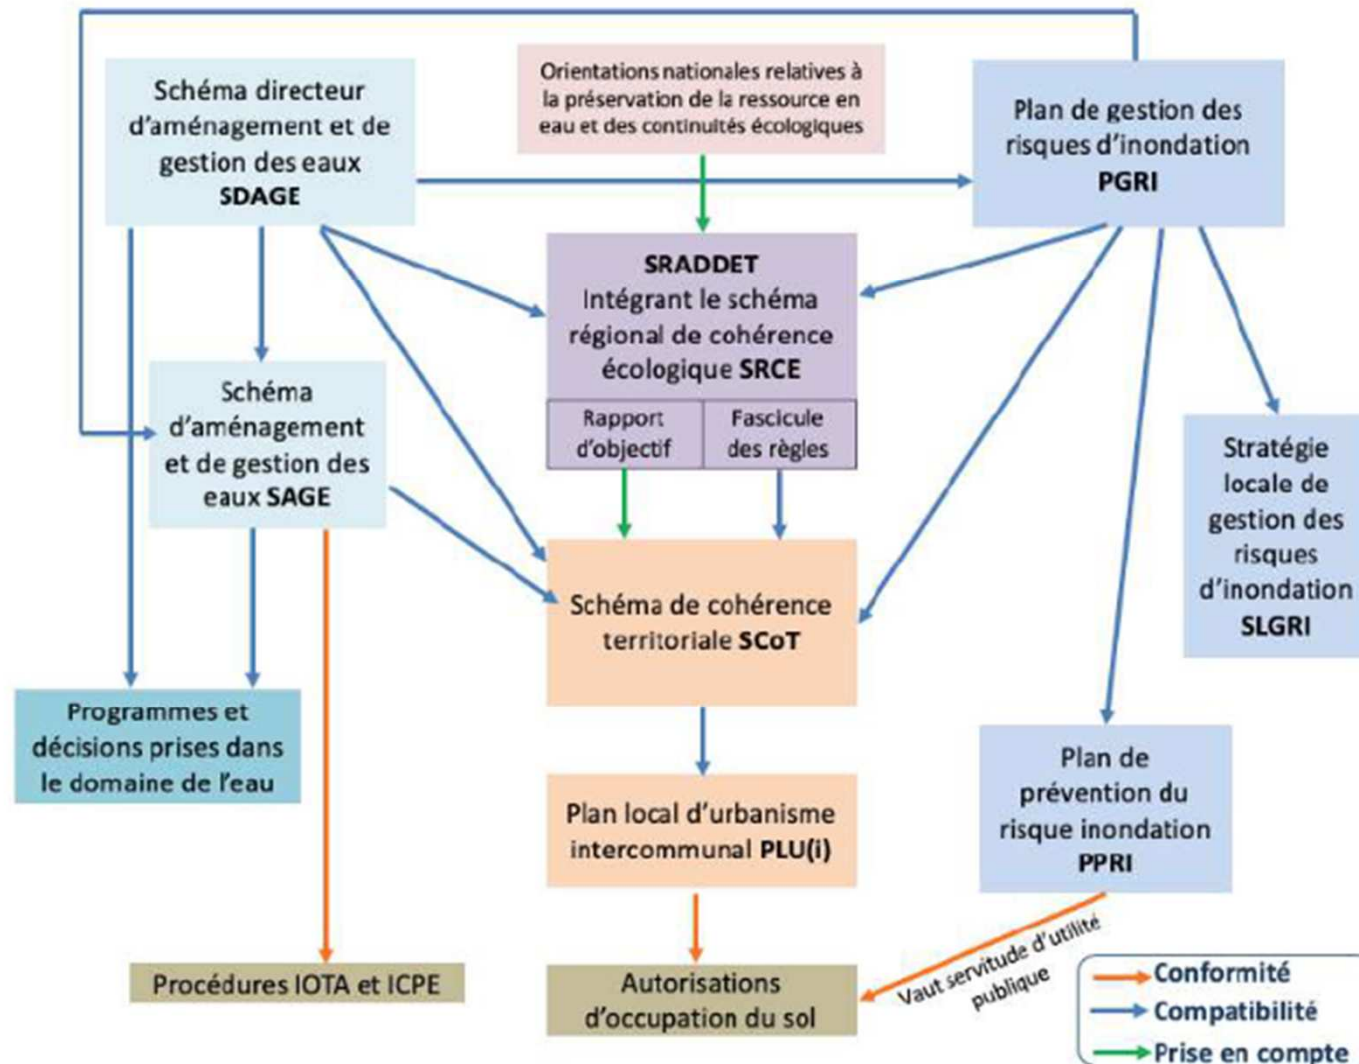 Schéma directeur
d'aménagement et de
gestion des eaux
SDAGE
Orientations nationales relatives à
la préservation de la ressource en
eau et des continuités écologiques
Plan de gestion des
risques d'inondation
PGRI
SRADDET
Intégrant le schéma
régional de cohérence
écologique SRCE
Rapport
d'objectif
Fascicule
des règles
Schéma
d'aménagement
et de gestion des
eaux SAGE
Stratégie
locale de
gestion des
risques
d'inondation
SLGRI
Schéma de cohérence
territoriale SCoT
Programmes et
décisions prises dans
le domaine de l'eau
Plan local d'urbanisme
intercommunal PLU(i)
Plan de
prévention du
risque inondation
PPRI
Procédures IOTA et ICPE
Autorisations
d'occupation du sol
Vaut servitude d'utilité
publique
Conformité
Compatibilité
Prise en compte